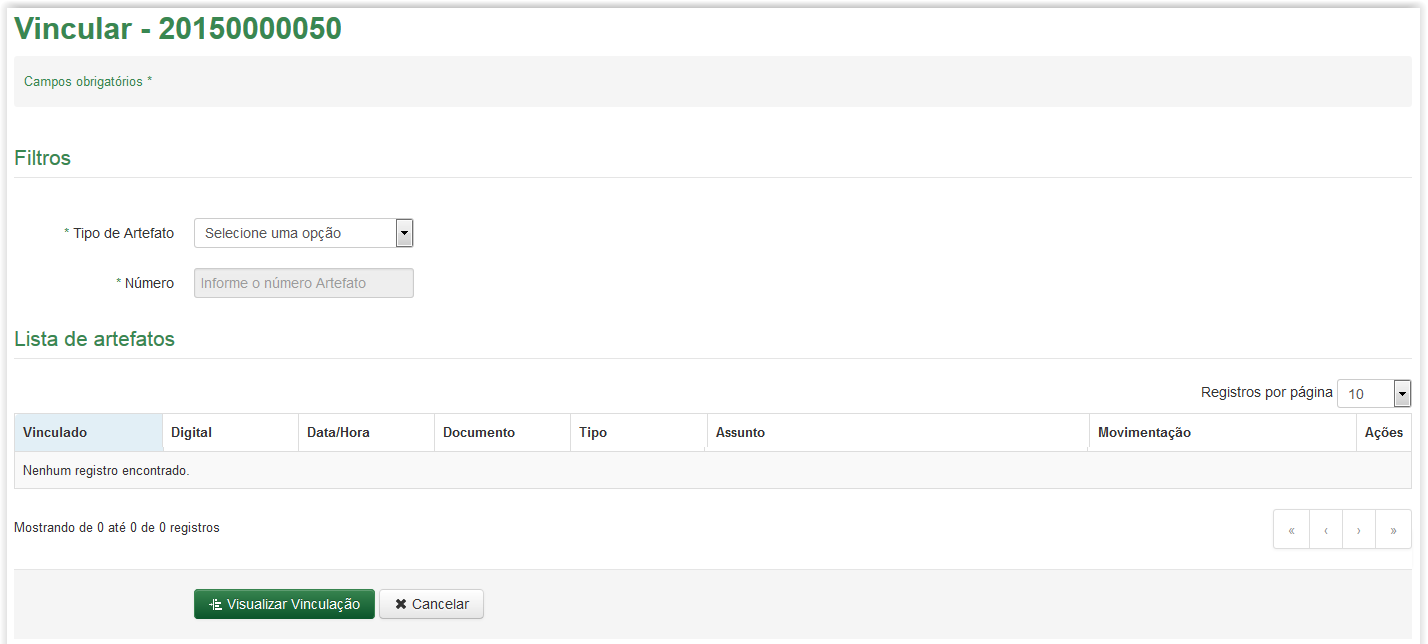 Vincular - 20150000050
Campos obrigatórios *
Filtros
* Tipo de Artefato Selecione uma opção
* Número Informe o número Artefato
Lista de artefatos
Registros por página 10
Vinculado Digital Data/Hora Documento Tipo Assunto Movimentação Ações
Nenhum registro encontrado.
Mostrando de 0 até 0 de 0 registros « ‹ › »
Visualizar Vinculação Cancelar